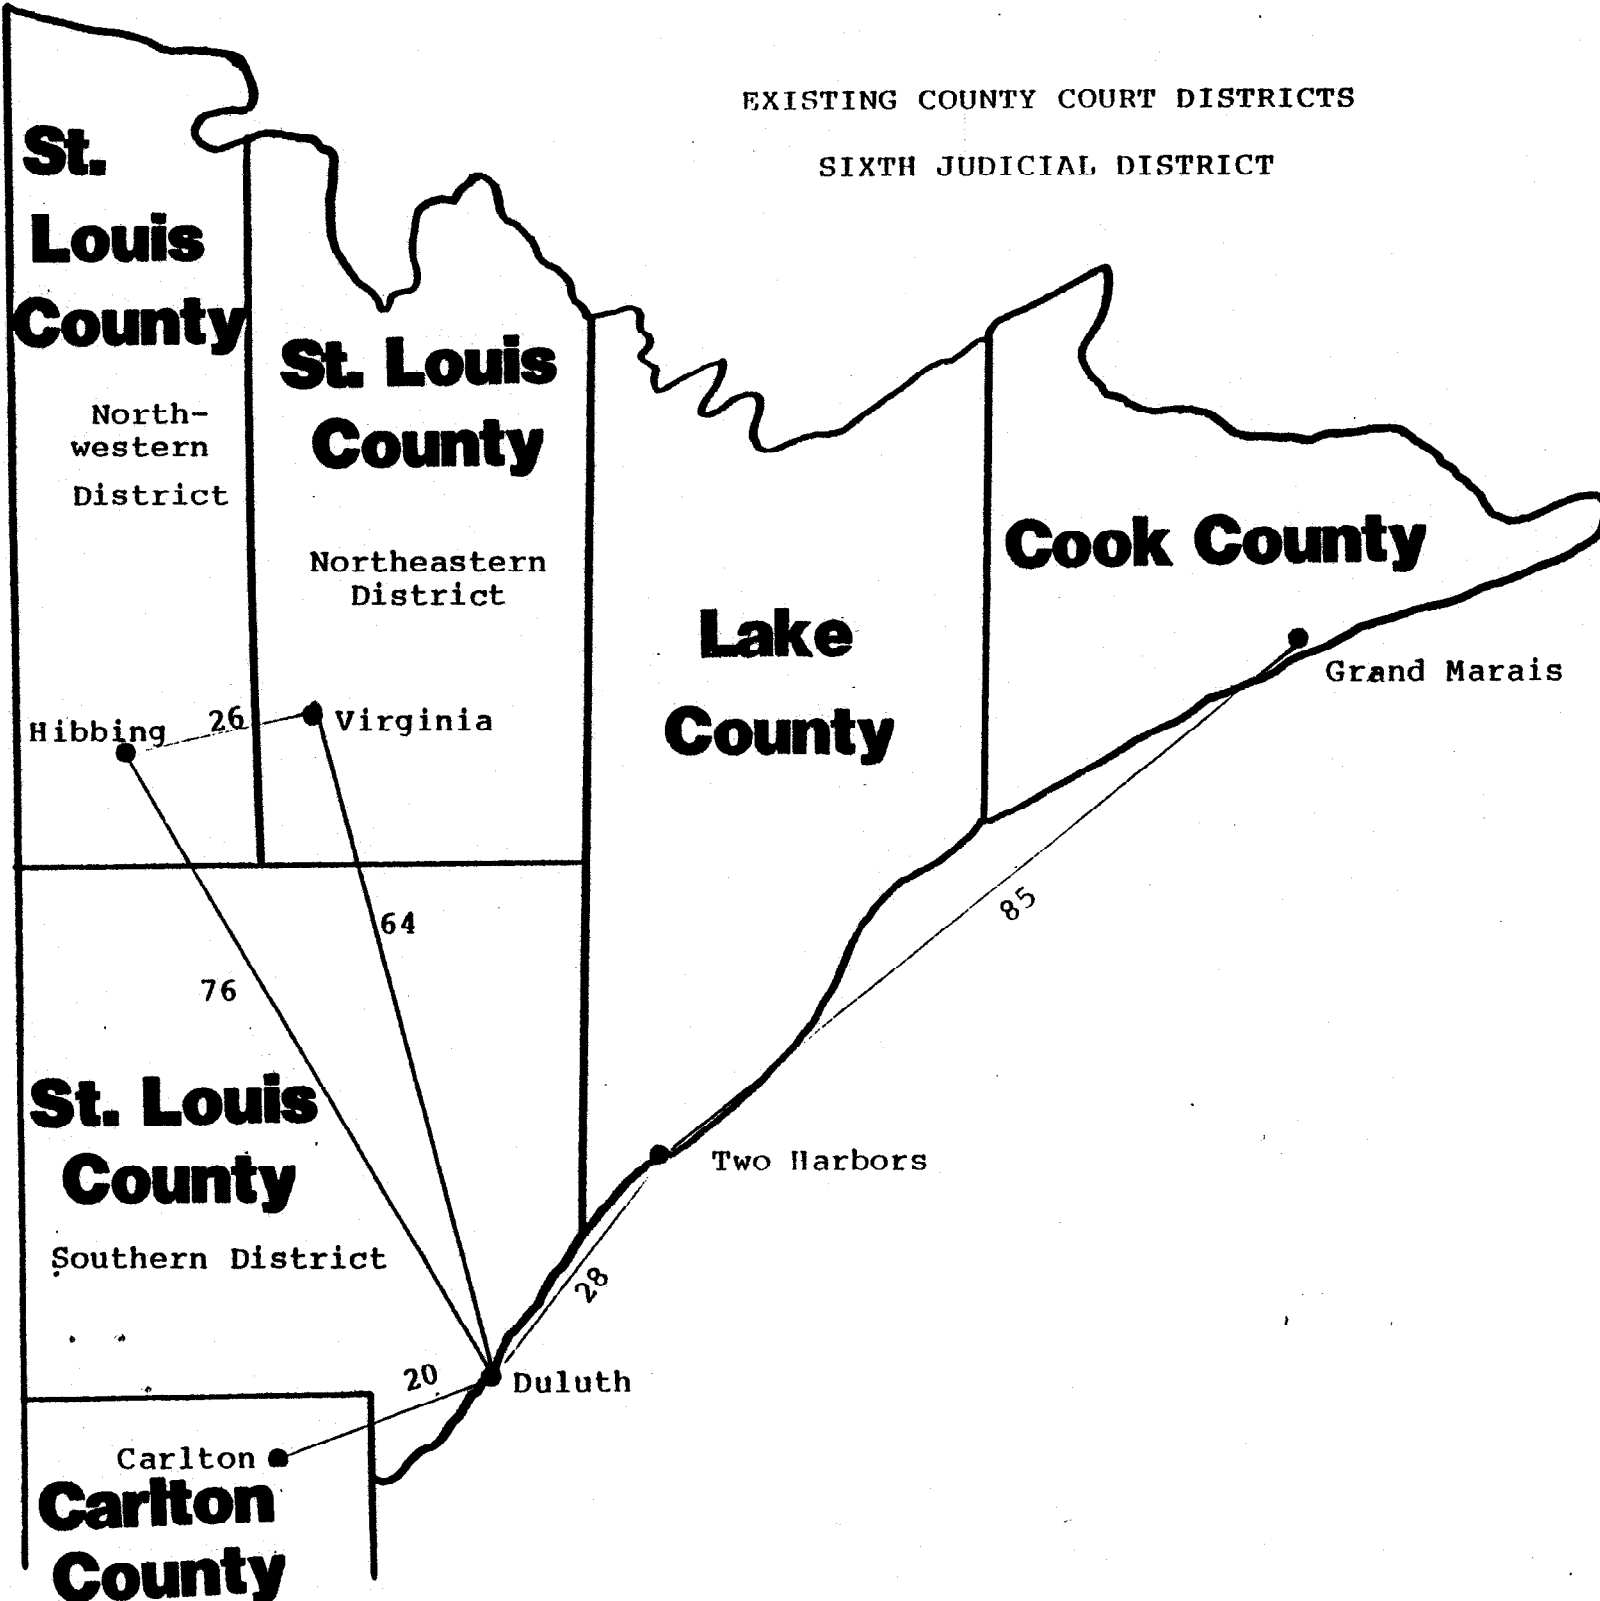 EXISTING COUNTY COURT DISTRICTS
SIXTH JUDICIAL DISTRICT
St.
Louis
County
North-
western
District
St. Louis
County
Northeastern
District
Cook County
Lake
County
Grand Marais
Hibbing
26
Virginia
85
64
76
St. Louis
County
Southern District
Two Harbors
28
20
Duluth
Carlton
Carlton
County